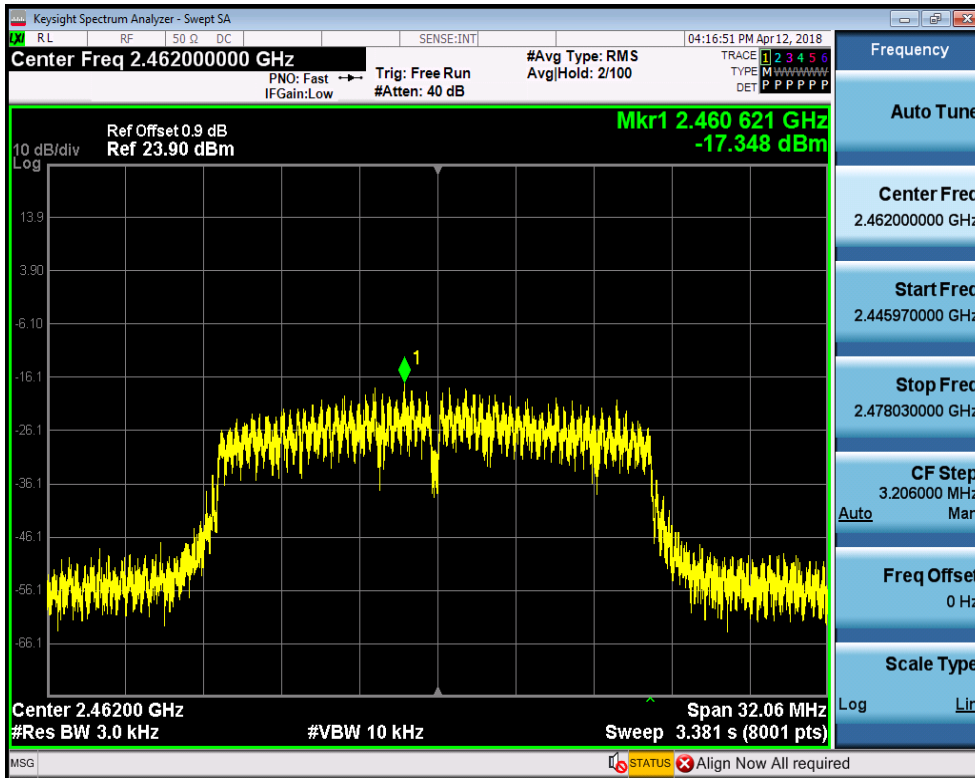 Keysight Spectrum Analyzer - Swept SA
LXI RL RF 50 Ω DC SENSE:INT 04:16:51 PM Apr 12, 2018
Center Freq 2.462000000 GHz
PNO: Fast
IFGain:Low
Trig: Free Run
#Atten: 40 dB
#Avg Type: RMS
Avg|Hold: 2/100
TRACE 1 2 3 4 5 6
TYPE M W W W W W
DET P P P P P P
Mkr1 2.460 621 GHz
-17.348 dBm
Ref Offset 0.9 dB
10 dB/div Ref 23.90 dBm
Log
13.9
3.90
-6.10
1
-16.1
-26.1
-36.1
-46.1
-56.1
-66.1
Center 2.46200 GHz Span 32.06 MHz
#Res BW 3.0 kHz #VBW 10 kHz Sweep 3.381 s (8001 pts)
MSG STATUS Align Now All required
Frequency
Auto Tune
Center Freq
2.462000000 GHz
Start Freq
2.445970000 GHz
Stop Freq
2.478030000 GHz
CF Step
3.206000 MHz
Auto Man
Freq Offset
0 Hz
Scale Type
Log Lin